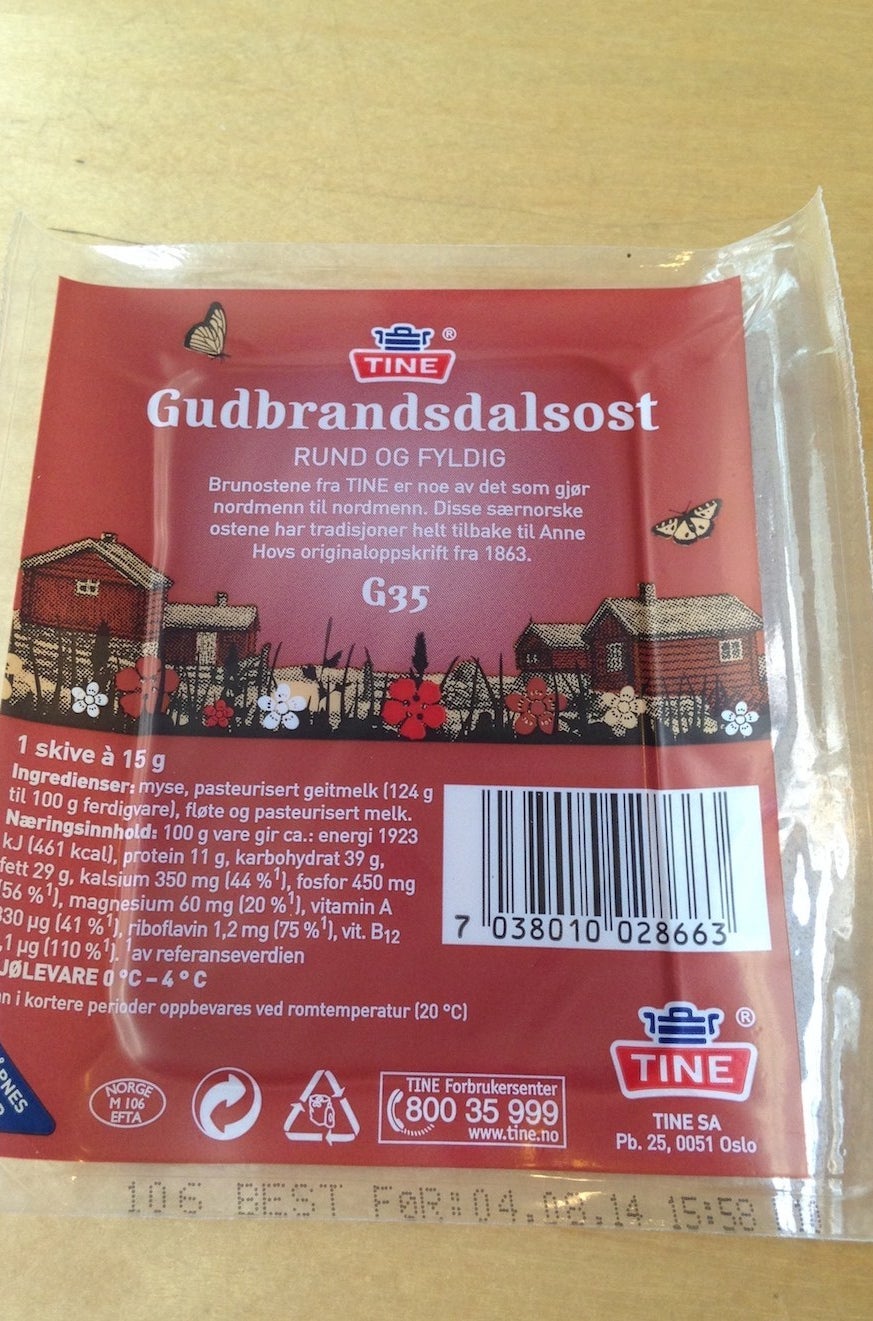 TINE ®
Gudbrandsdalsost
RUND OG FYLDIG
Brunostene fra TINE er noe av det som gjør
nordmenn til nordmenn. Disse særnorske
ostene har tradisjoner helt tilbake til Anne
Hovs originaloppskrift fra 1863.
G35
1 skive à 15 g
Ingredienser: myse, pasteurisert geitmelk (124 g
til 100 g ferdigvare), fløte og pasteurisert melk.
Næringsinnhold: 100 g vare gir ca.: energi 1923
kJ (461 kcal), protein 11 g, karbohydrat 39 g,
fett 29 g, kalsium 350 mg (44 %¹), fosfor 450 mg
(56 %¹), magnesium 60 mg (20 %¹), vitamin A
330 µg (41 %¹), riboflavin 1,2 mg (75 %¹), vit. B12
,1 µg (110 %¹). ¹av referanseverdien
JØLEVARE 0 °C – 4 °C
n i kortere perioder oppbevares ved romtemperatur (20 °C)
7 038010 028663
TINE ®
TINE SA
Pb. 25, 0051 Oslo
NORGE
M 106
EFTA
TINE Forbrukersenter
800 35 999
www.tine.no
PNES
106 BEST FØR:04.08.14 15:58